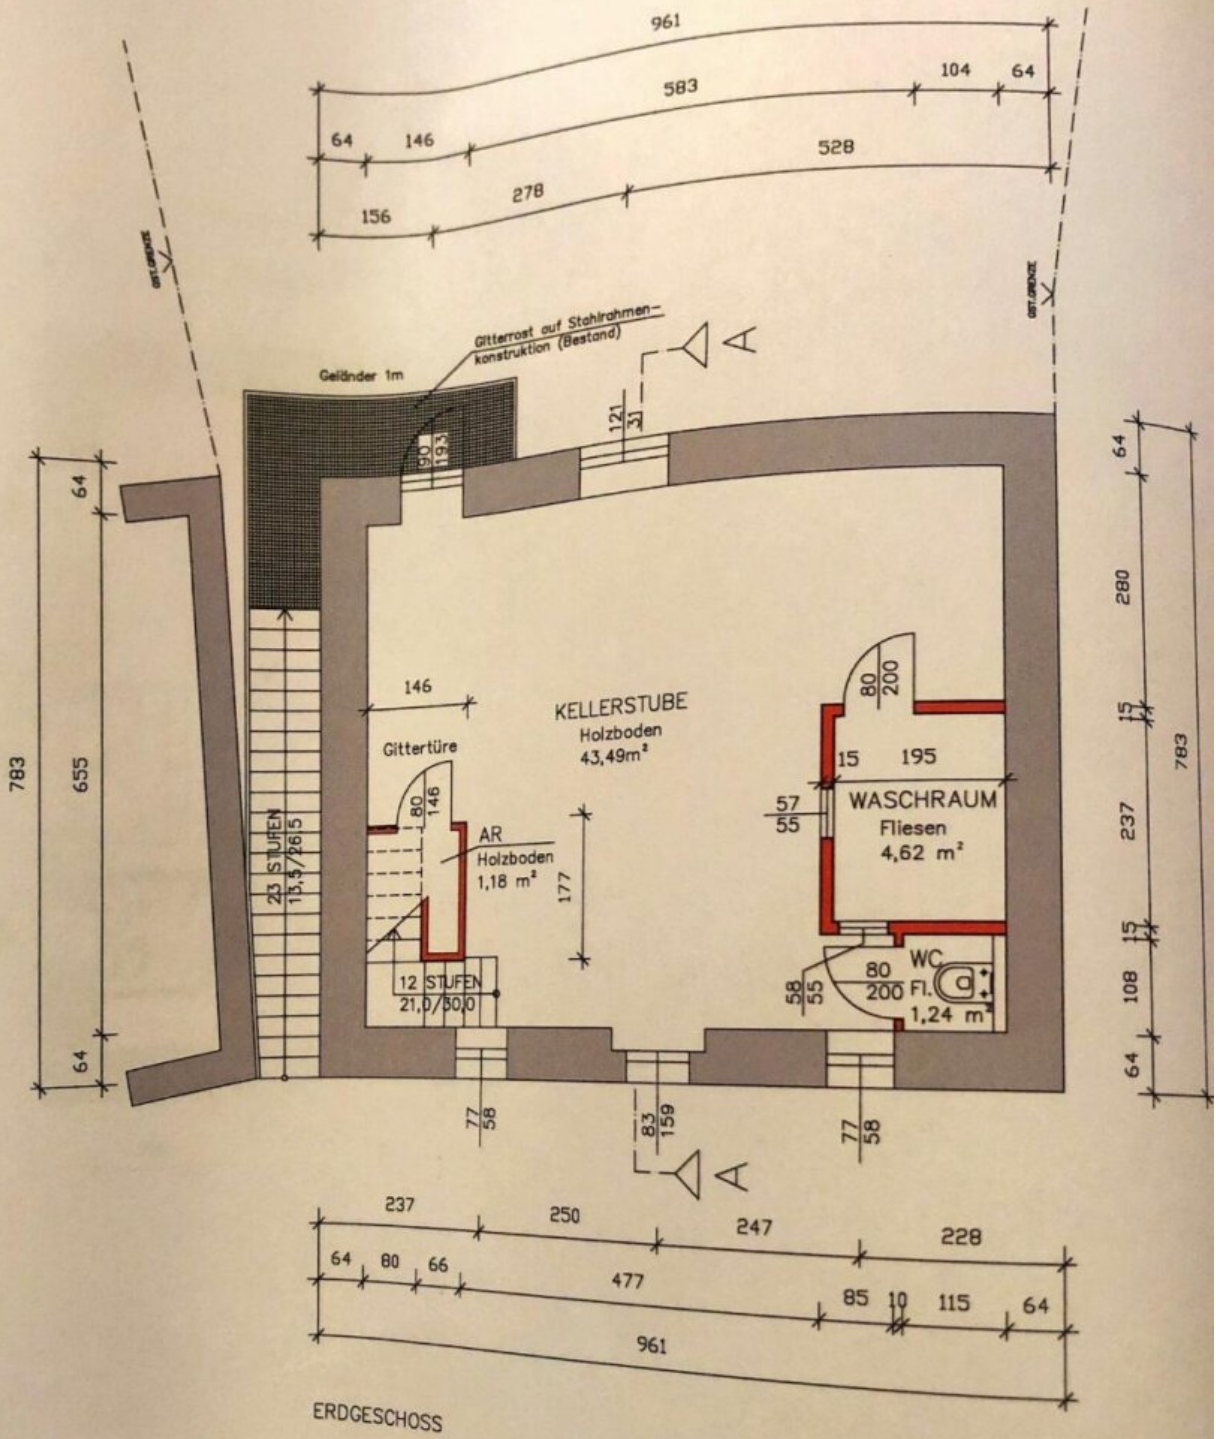 961
583
104
64
64
146
528
278
156
GST.GRENZE
GST.GRENZE
Gitterrost auf Stahlrahmen-
konstruktion (Bestand)
Geländer 1m
A
121
31
90
193
64
64
280
15
237
15
108
64
783
783
655
64
80
200
146
KELLERSTUBE
Holzboden
43,49m²
Gittertüre
15
195
80
146
57
55
WASCHRAUM
Fliesen
4,62 m²
AR
Holzboden
1,18 m²
177
23 STUFEN
13,5/26,5
12 STUFEN
21,0/30,0
58
55
80
200
WC
Fl.
1,24 m²
77
58
83
159
77
58
A
237
250
247
228
64
80
66
477
85
10
115
64
961
ERDGESCHOSS